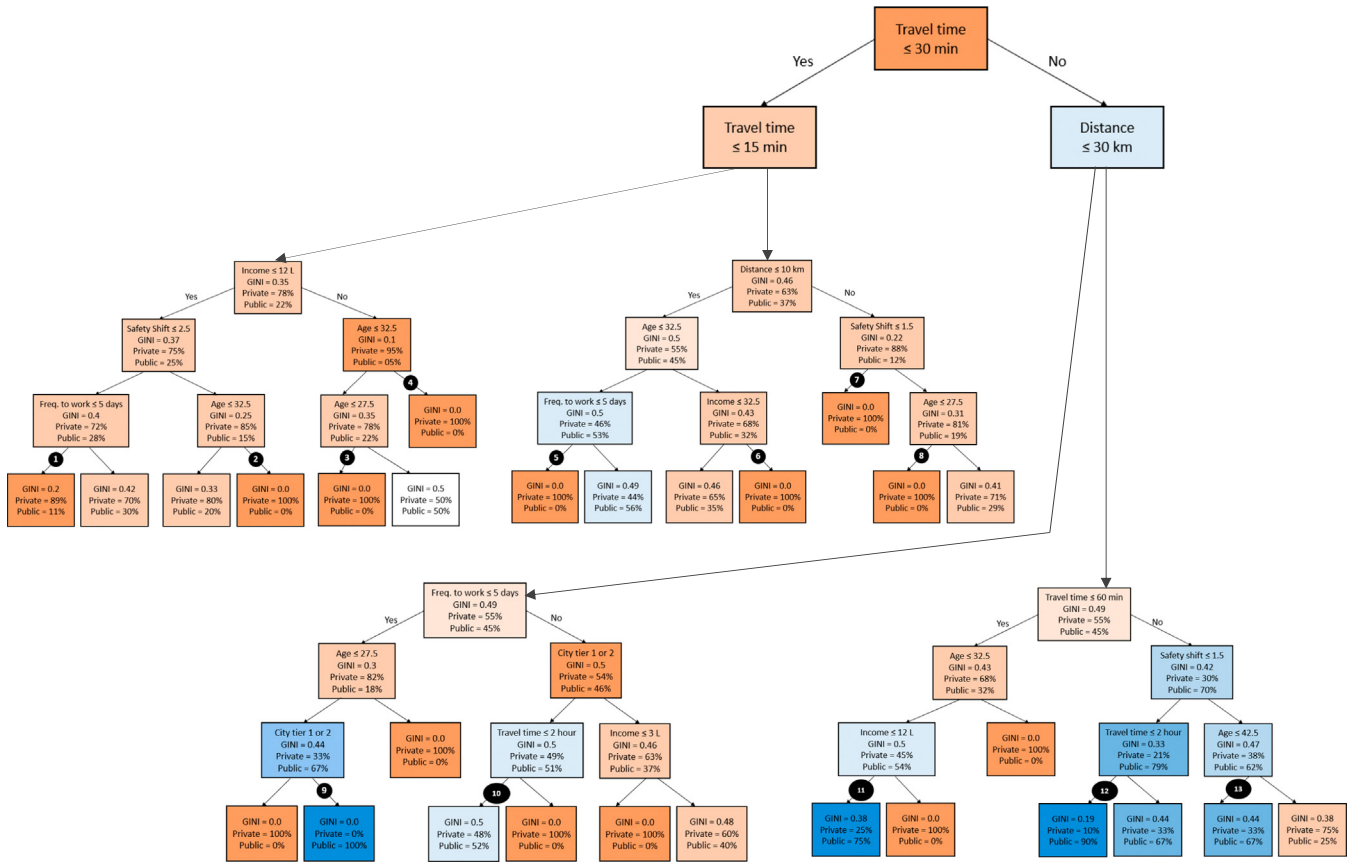 Travel time
≤ 30 min
Yes
No
Travel time
≤ 15 min
Distance
≤ 30 km
Income ≤ 12 L
GINI = 0.35
Private = 78%
Public = 22%
Yes
No
Safety Shift ≤ 2.5
GINI = 0.37
Private = 75%
Public = 25%
Age ≤ 32.5
GINI = 0.1
Private = 95%
Public = 05%
4
Freq. to work ≤ 5 days
GINI = 0.4
Private = 72%
Public = 28%
Age ≤ 32.5
GINI = 0.25
Private = 85%
Public = 15%
Age ≤ 27.5
GINI = 0.35
Private = 78%
Public = 22%
GINI = 0.0
Private = 100%
Public = 0%
1
2
3
GINI = 0.2
Private = 89%
Public = 11%
GINI = 0.42
Private = 70%
Public = 30%
GINI = 0.33
Private = 80%
Public = 20%
GINI = 0.0
Private = 100%
Public = 0%
GINI = 0.0
Private = 100%
Public = 0%
GINI = 0.5
Private = 50%
Public = 50%
Distance ≤ 10 km
GINI = 0.46
Private = 63%
Public = 37%
Yes
No
Age ≤ 32.5
GINI = 0.5
Private = 55%
Public = 45%
Safety Shift ≤ 1.5
GINI = 0.22
Private = 88%
Public = 12%
7
Freq. to work ≤ 5 days
GINI = 0.5
Private = 46%
Public = 53%
Income ≤ 32.5
GINI = 0.43
Private = 68%
Public = 32%
GINI = 0.0
Private = 100%
Public = 0%
Age ≤ 27.5
GINI = 0.31
Private = 81%
Public = 19%
5
6
8
GINI = 0.0
Private = 100%
Public = 0%
GINI = 0.49
Private = 44%
Public = 56%
GINI = 0.46
Private = 65%
Public = 35%
GINI = 0.0
Private = 100%
Public = 0%
GINI = 0.0
Private = 100%
Public = 0%
GINI = 0.41
Private = 71%
Public = 29%
Freq. to work ≤ 5 days
GINI = 0.49
Private = 55%
Public = 45%
Yes
No
Age ≤ 27.5
GINI = 0.3
Private = 82%
Public = 18%
City tier 1 or 2
GINI = 0.5
Private = 54%
Public = 46%
City tier 1 or 2
GINI = 0.44
Private = 33%
Public = 67%
GINI = 0.0
Private = 100%
Public = 0%
Travel time ≤ 2 hour
GINI = 0.5
Private = 49%
Public = 51%
Income ≤ 3 L
GINI = 0.46
Private = 63%
Public = 37%
9
10
GINI = 0.0
Private = 100%
Public = 0%
GINI = 0.0
Private = 0%
Public = 100%
GINI = 0.5
Private = 48%
Public = 52%
GINI = 0.0
Private = 100%
Public = 0%
GINI = 0.0
Private = 100%
Public = 0%
GINI = 0.48
Private = 60%
Public = 40%
Travel time ≤ 60 min
GINI = 0.49
Private = 55%
Public = 45%
Yes
No
Age ≤ 32.5
GINI = 0.43
Private = 68%
Public = 32%
Safety shift ≤ 1.5
GINI = 0.42
Private = 30%
Public = 70%
Income ≤ 12 L
GINI = 0.5
Private = 45%
Public = 54%
GINI = 0.0
Private = 100%
Public = 0%
Travel time ≤ 2 hour
GINI = 0.33
Private = 21%
Public = 79%
Age ≤ 42.5
GINI = 0.47
Private = 38%
Public = 62%
11
12
13
GINI = 0.38
Private = 25%
Public = 75%
GINI = 0.0
Private = 100%
Public = 0%
GINI = 0.19
Private = 10%
Public = 90%
GINI = 0.44
Private = 33%
Public = 67%
GINI = 0.44
Private = 33%
Public = 67%
GINI = 0.38
Private = 75%
Public = 25%